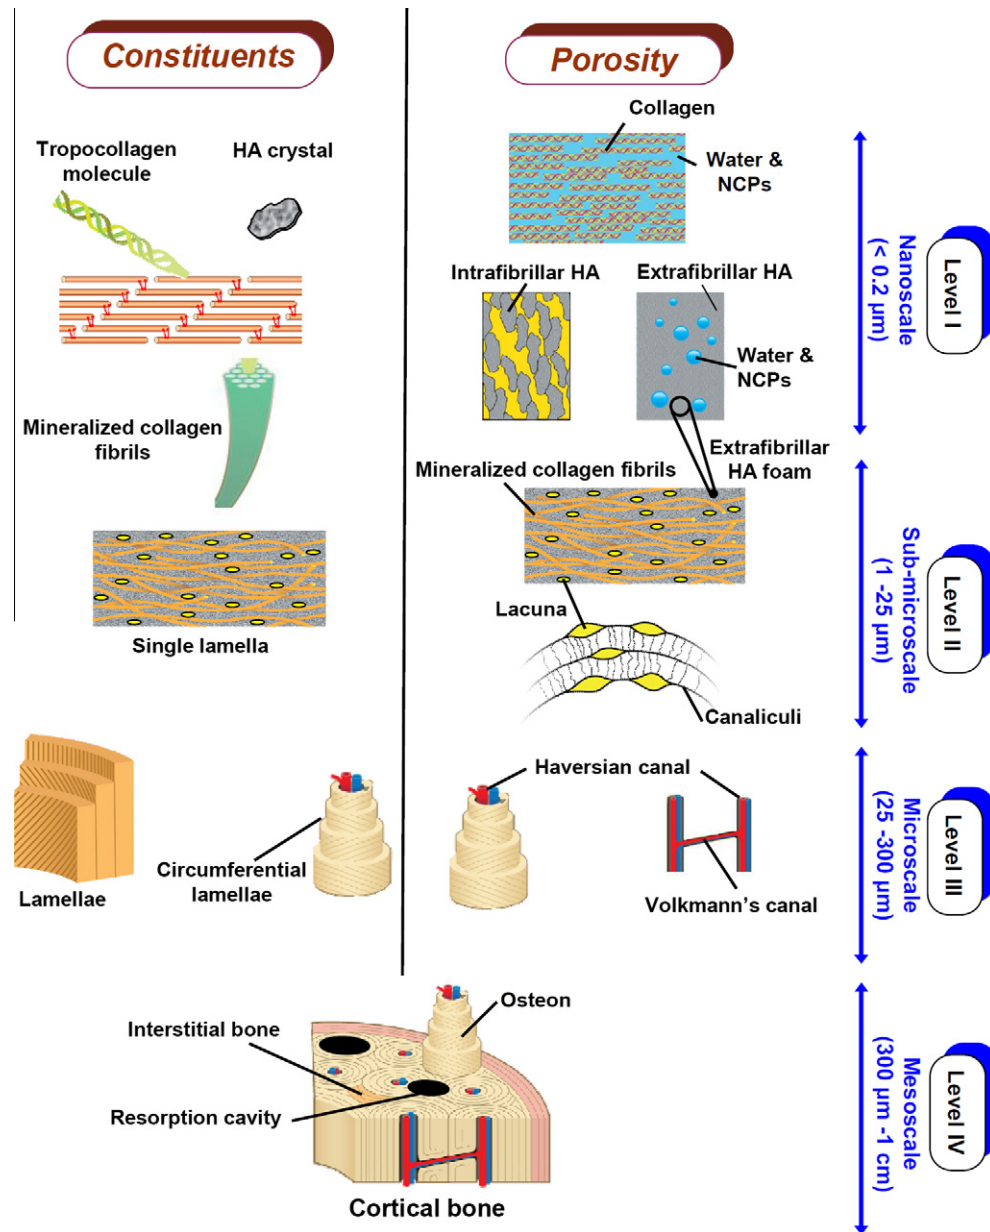 Constituents
Porosity
Tropocollagen
molecule
HA crystal
Mineralized collagen
fibrils
Single lamella
Lamellae
Circumferential
lamellae
Collagen
Water &
NCPs
Intrafibrillar HA
Extrafibrillar HA
Water &
NCPs
Extrafibrillar
HA foam
Mineralized collagen fibrils
Lacuna
Canaliculi
Haversian canal
Volkmann's canal
Osteon
Interstitial bone
Resorption cavity
Cortical bone
Level I
Nanoscale
(< 0.2 μm)
Level II
Sub-microscale
(1 -25 μm)
Level III
Microscale
(25 -300 μm)
Level IV
Mesoscale
(300 μm -1 cm)